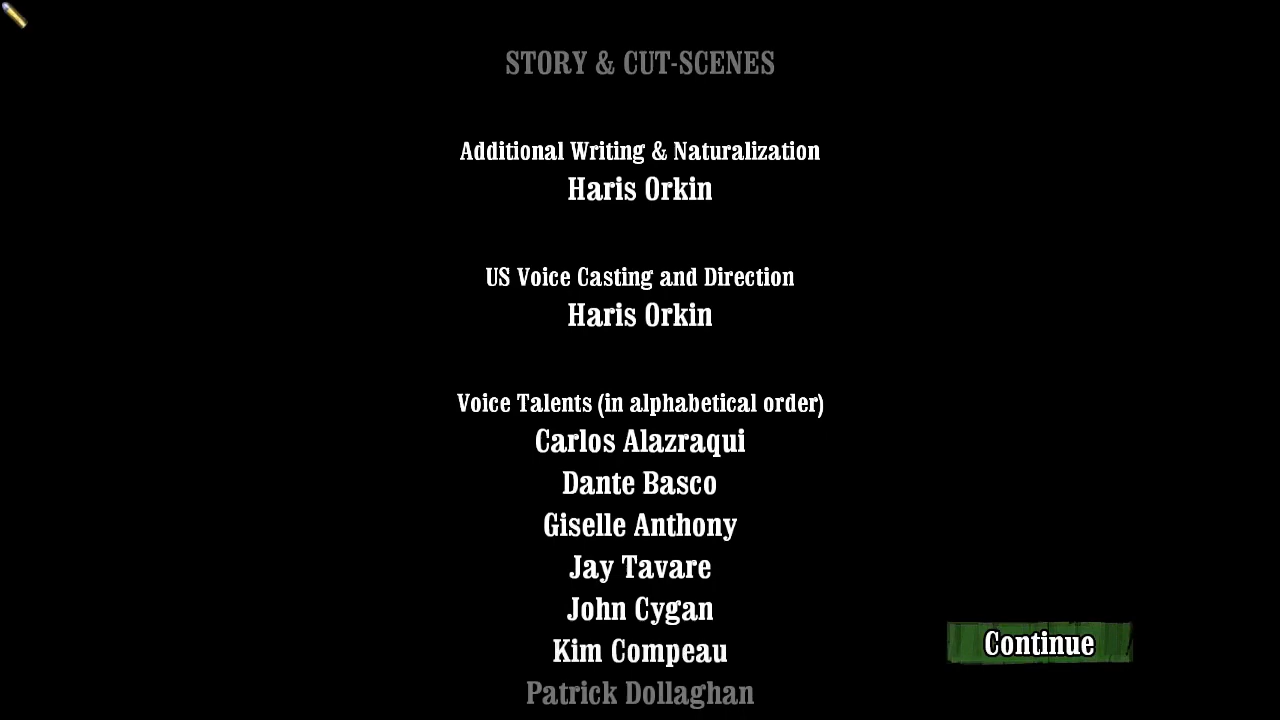 STORY & CUT-SCENES
Additional Writing & Naturalization
Haris Orkin
US Voice Casting and Direction
Haris Orkin
Voice Talents (in alphabetical order)
Carlos Alazraqui
Dante Basco
Giselle Anthony
Jay Tavare
John Cygan
Kim Compeau
Continue
Patrick Dollaghan